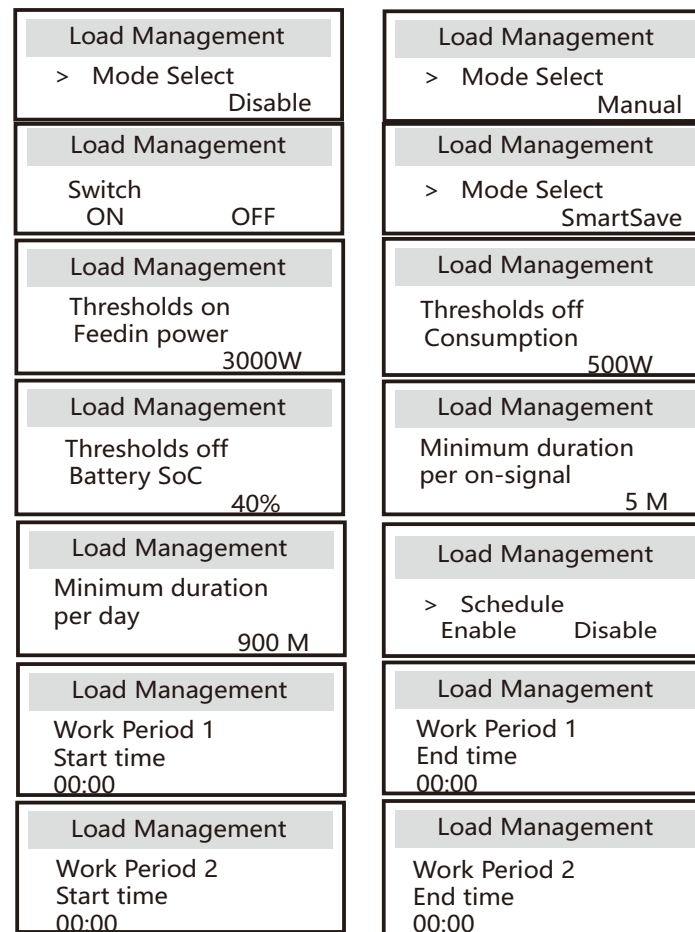 Load Management
> Mode Select
Disable
Load Management
> Mode Select
Manual
Load Management
Switch
ON OFF
Load Management
> Mode Select
SmartSave
Load Management
Thresholds on
Feedin power
3000W
Load Management
Thresholds off
Consumption
500W
Load Management
Thresholds off
Battery SoC
40%
Load Management
Minimum duration
per on-signal
5 M
Load Management
Minimum duration
per day
900 M
Load Management
> Schedule
Enable Disable
Load Management
Work Period 1
Start time
00:00
Load Management
Work Period 1
End time
00:00
Load Management
Work Period 2
Start time
00:00
Load Management
Work Period 2
End time
00:00